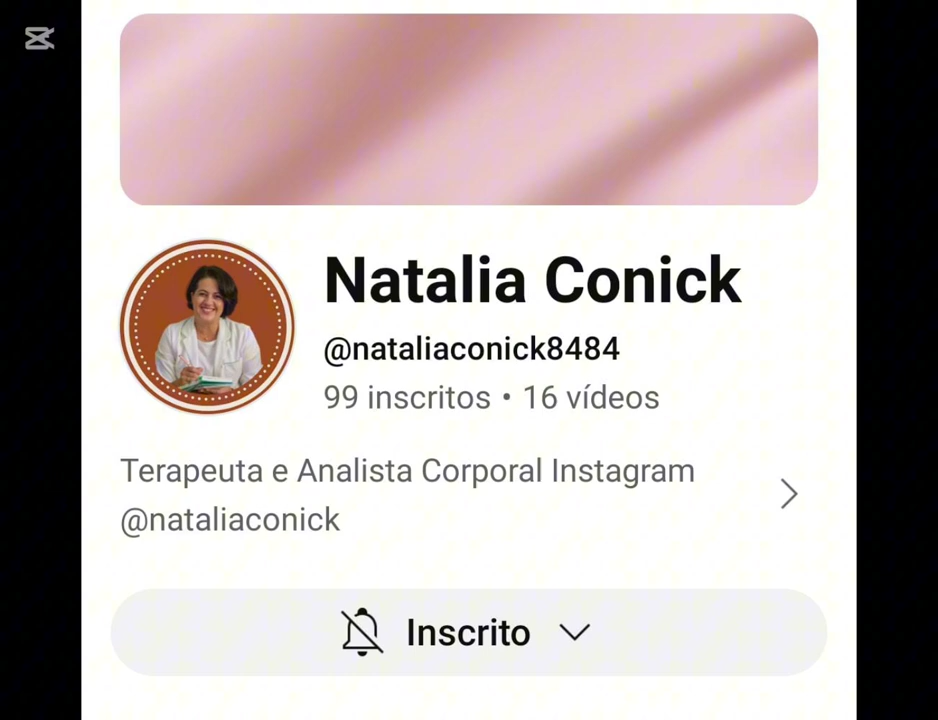 Natalia Conick
@nataliaconick8484
99 inscritos • 16 vídeos
Terapeuta e Analista Corporal Instagram
@nataliaconick
Inscrito